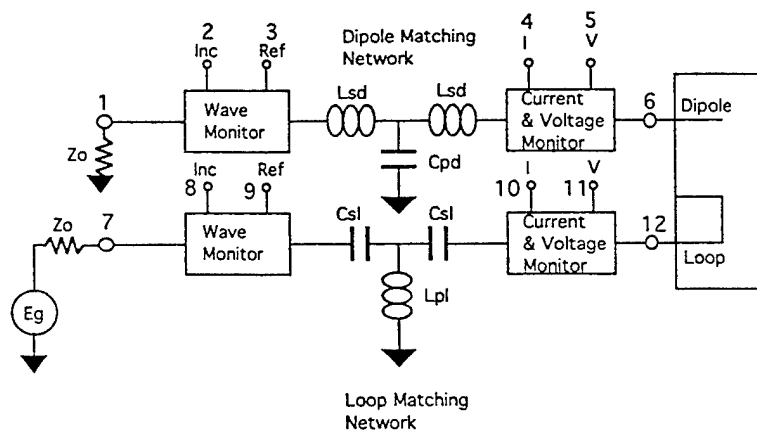 2
3
Dipole Matching
Network
4
5
Inc
Ref
I
V
Lsd
Lsd
1
Wave
Monitor
Current
& Voltage
Monitor
6
Dipole
Zo
Cpd
Inc
Ref
I
V
8
9
10
11
Zo
7
Csl
Csl
12
Wave
Monitor
Current
& Voltage
Monitor
Loop
Lpl
Eg
Loop Matching
Network